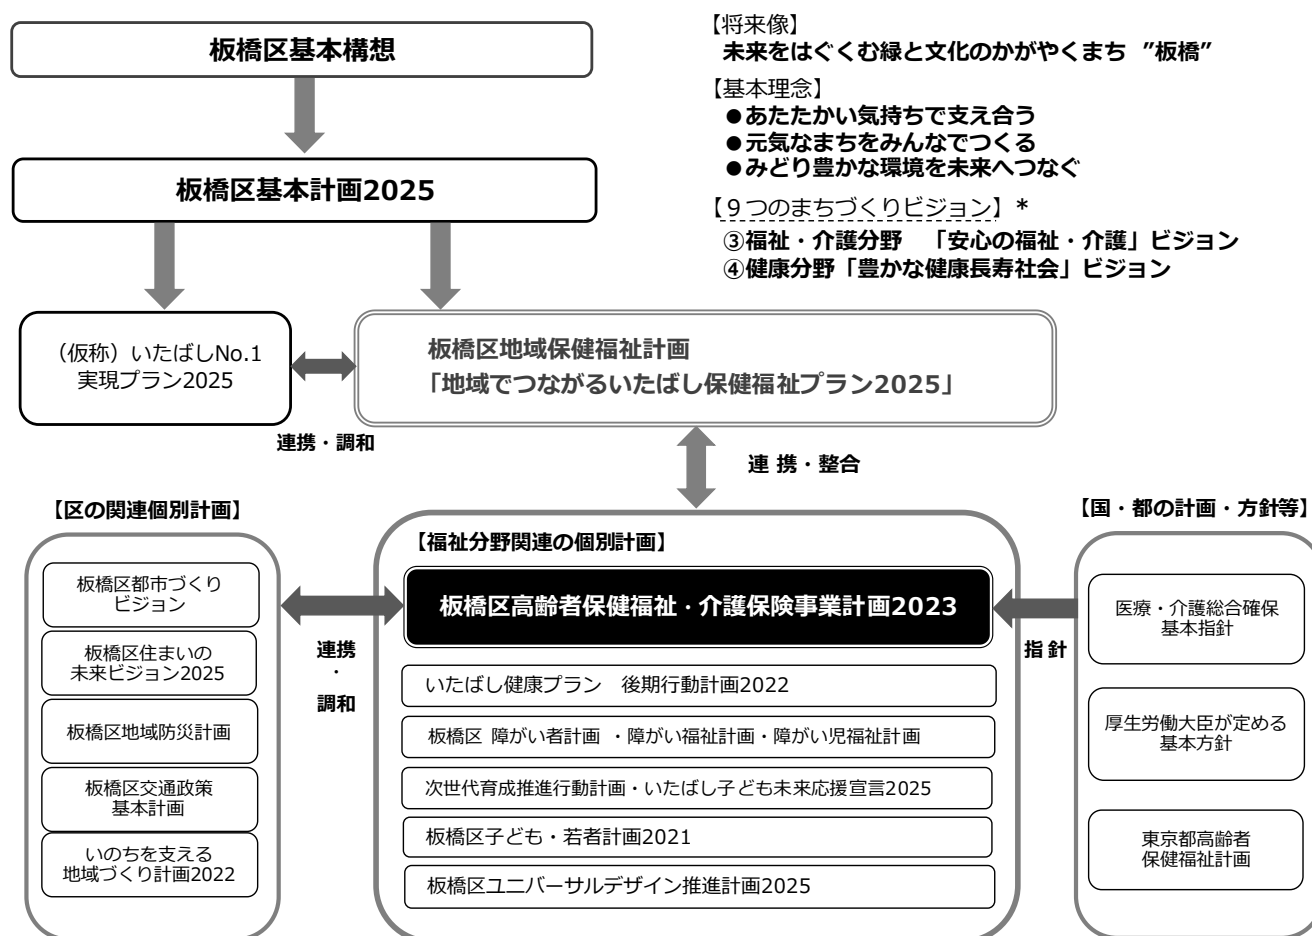 板橋区基本構想
【将来像】
未来をはぐくむ緑と文化のかがやくまち ”板橋”
【基本理念】
●あたたかい気持ちで支え合う
●元気なまちをみんなでつくる
●みどり豊かな環境を未来へつなぐ
板橋区基本計画2025
【９つのまちづくりビジョン】*
③福祉・介護分野 「安心の福祉・介護」ビジョン
④健康分野「豊かな健康長寿社会」ビジョン
（仮称）いたばしNo.1
実現プラン2025
板橋区地域保健福祉計画
「地域でつながるいたばし保健福祉プラン2025」
連携・調和
連 携・整合
【区の関連個別計画】
板橋区都市づくり
ビジョン
板橋区住まいの
未来ビジョン2025
板橋区地域防災計画
板橋区交通政策
基本計画
いのちを支える
地域づくり計画2022
連携
・
調和
【福祉分野関連の個別計画】
板橋区高齢者保健福祉・介護保険事業計画2023
いたばし健康プラン 後期行動計画2022
板橋区 障がい者計画 ・障がい福祉計画・障がい児福祉計画
次世代育成推進行動計画・いたばし子ども未来応援宣言2025
板橋区子ども・若者計画2021
板橋区ユニバーサルデザイン推進計画2025
指 針
【国・都の計画・方針等】
医療・介護総合確保
基本指針
厚生労働大臣が定める
基本方針
東京都高齢者
保健福祉計画